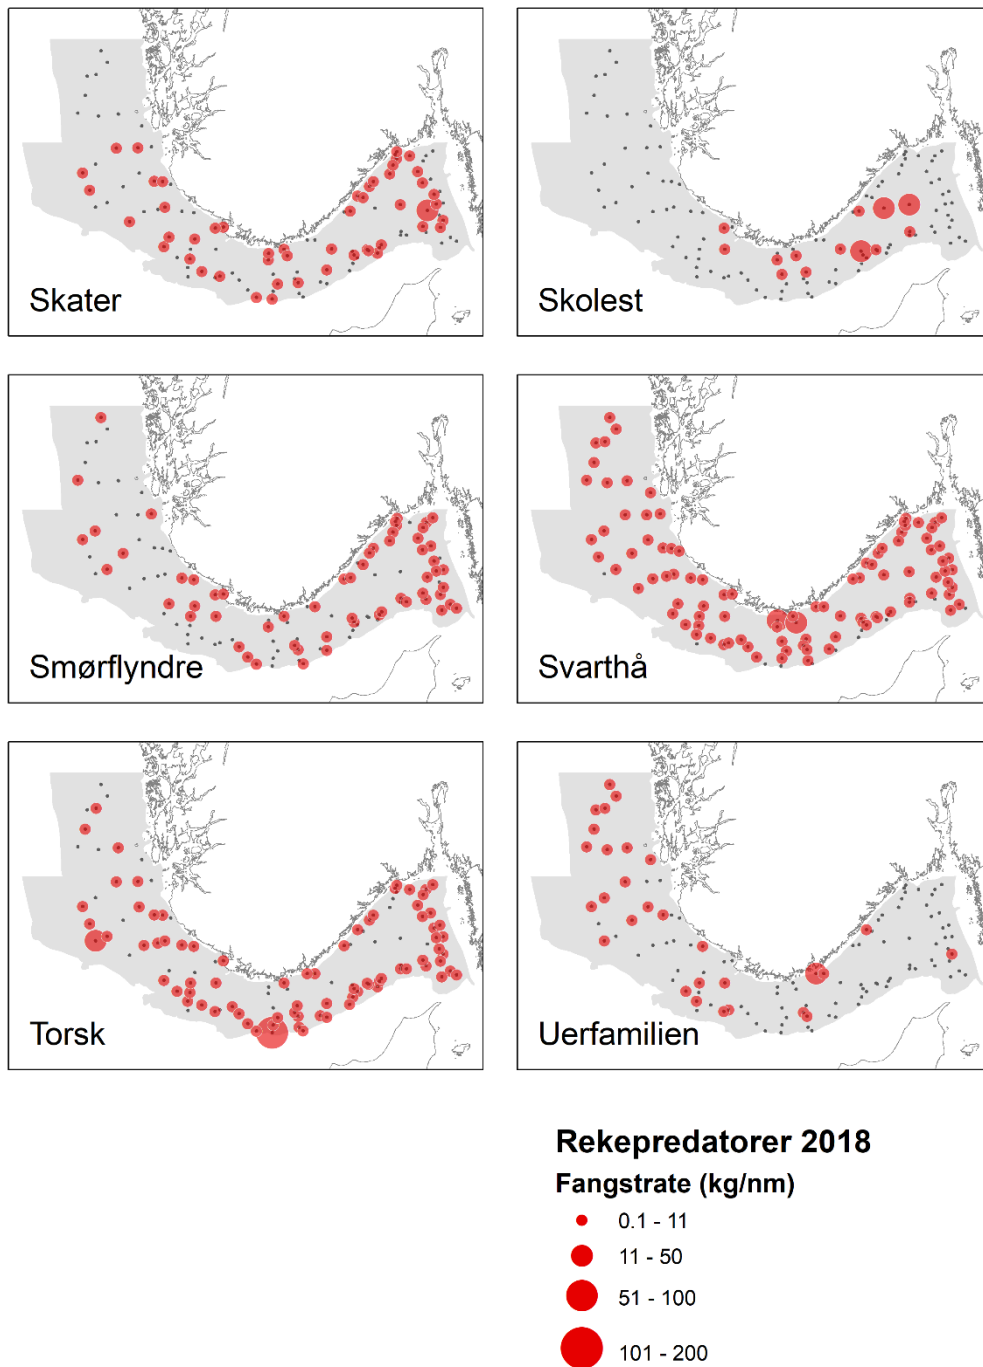 Skater
Skolest
Smørflyndre
Svarthå
Torsk
Uerfamilien
Rekepredatorer 2018
Fangstrate (kg/nm)
0.1 - 11
11 - 50
51 - 100
101 - 200